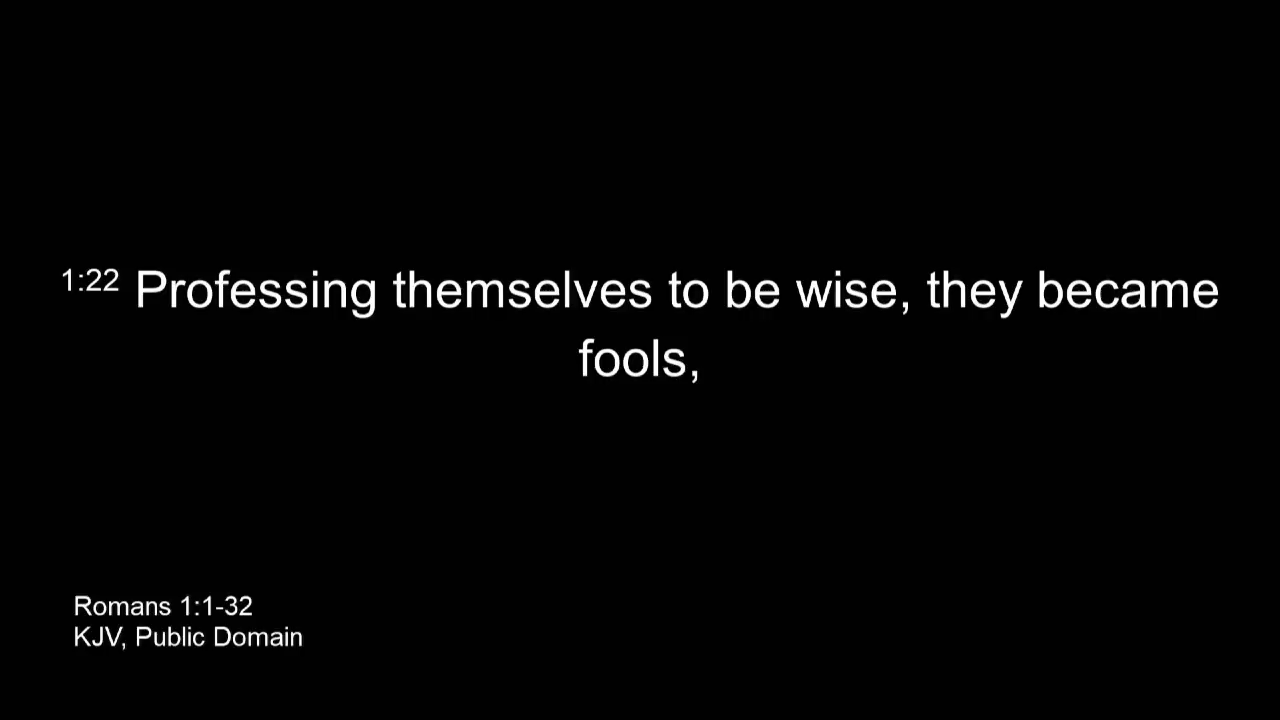 1:22 Professing themselves to be wise, they became
fools,
Romans 1:1-32
KJV, Public Domain